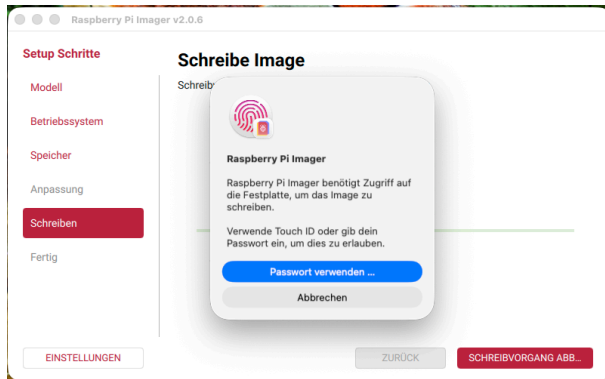 Raspberry Pi Imager v2.0.6
Setup Schritte
Modell
Betriebssystem
Speicher
Anpassung
Schreiben
Fertig
EINSTELLUNGEN
Schreibe Image
Raspberry Pi Imager
Raspberry Pi Imager benötigt Zugriff auf
die Festplatte, um das Image zu
schreiben.
Verwende Touch ID oder gib dein
Passwort ein, um dies zu erlauben.
Passwort verwenden ...
Abbrechen
ZURÜCK
SCHREIBVORGANG ABB...